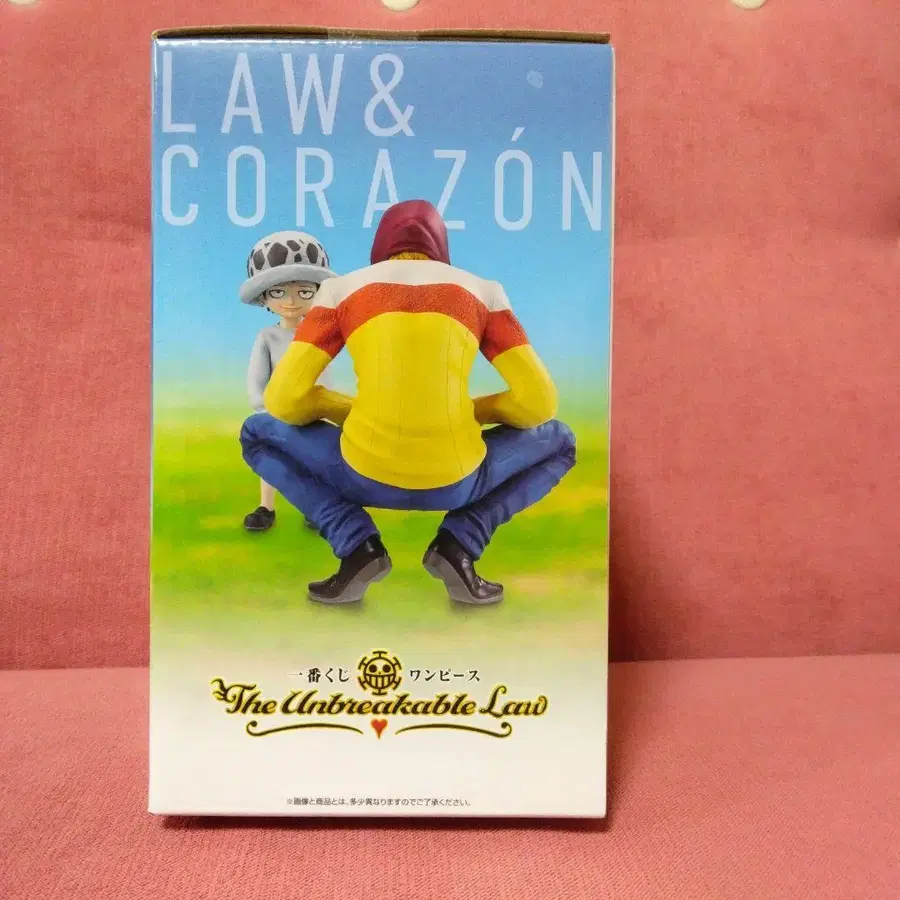 LAW&
CORAZÓN
一番くじ ワンピース
The Unbreakable Law
※画像と商品とは、多少異なりますのでご了承ください。